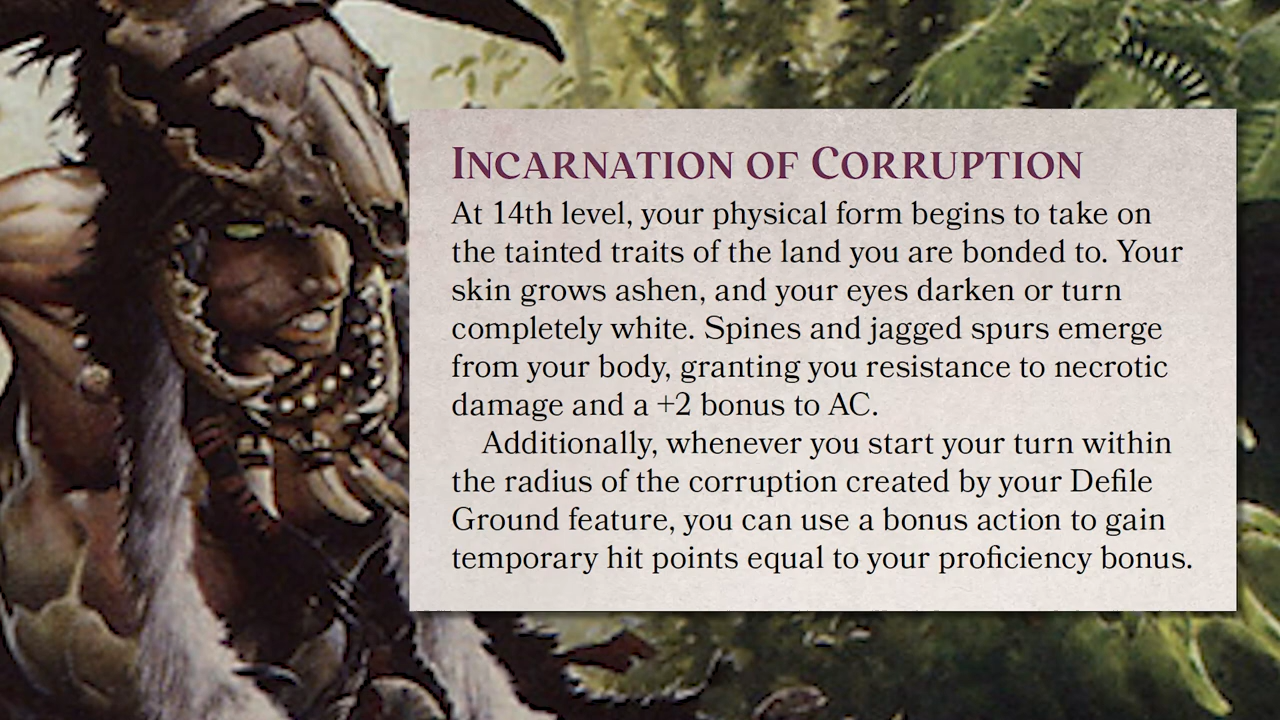 Incarnation of Corruption
At 14th level, your physical form begins to take on
the tainted traits of the land you are bonded to. Your
skin grows ashen, and your eyes darken or turn
completely white. Spines and jagged spurs emerge
from your body, granting you resistance to necrotic
damage and a +2 bonus to AC.
Additionally, whenever you start your turn within
the radius of the corruption created by your Defile
Ground feature, you can use a bonus action to gain
temporary hit points equal to your proficiency bonus.